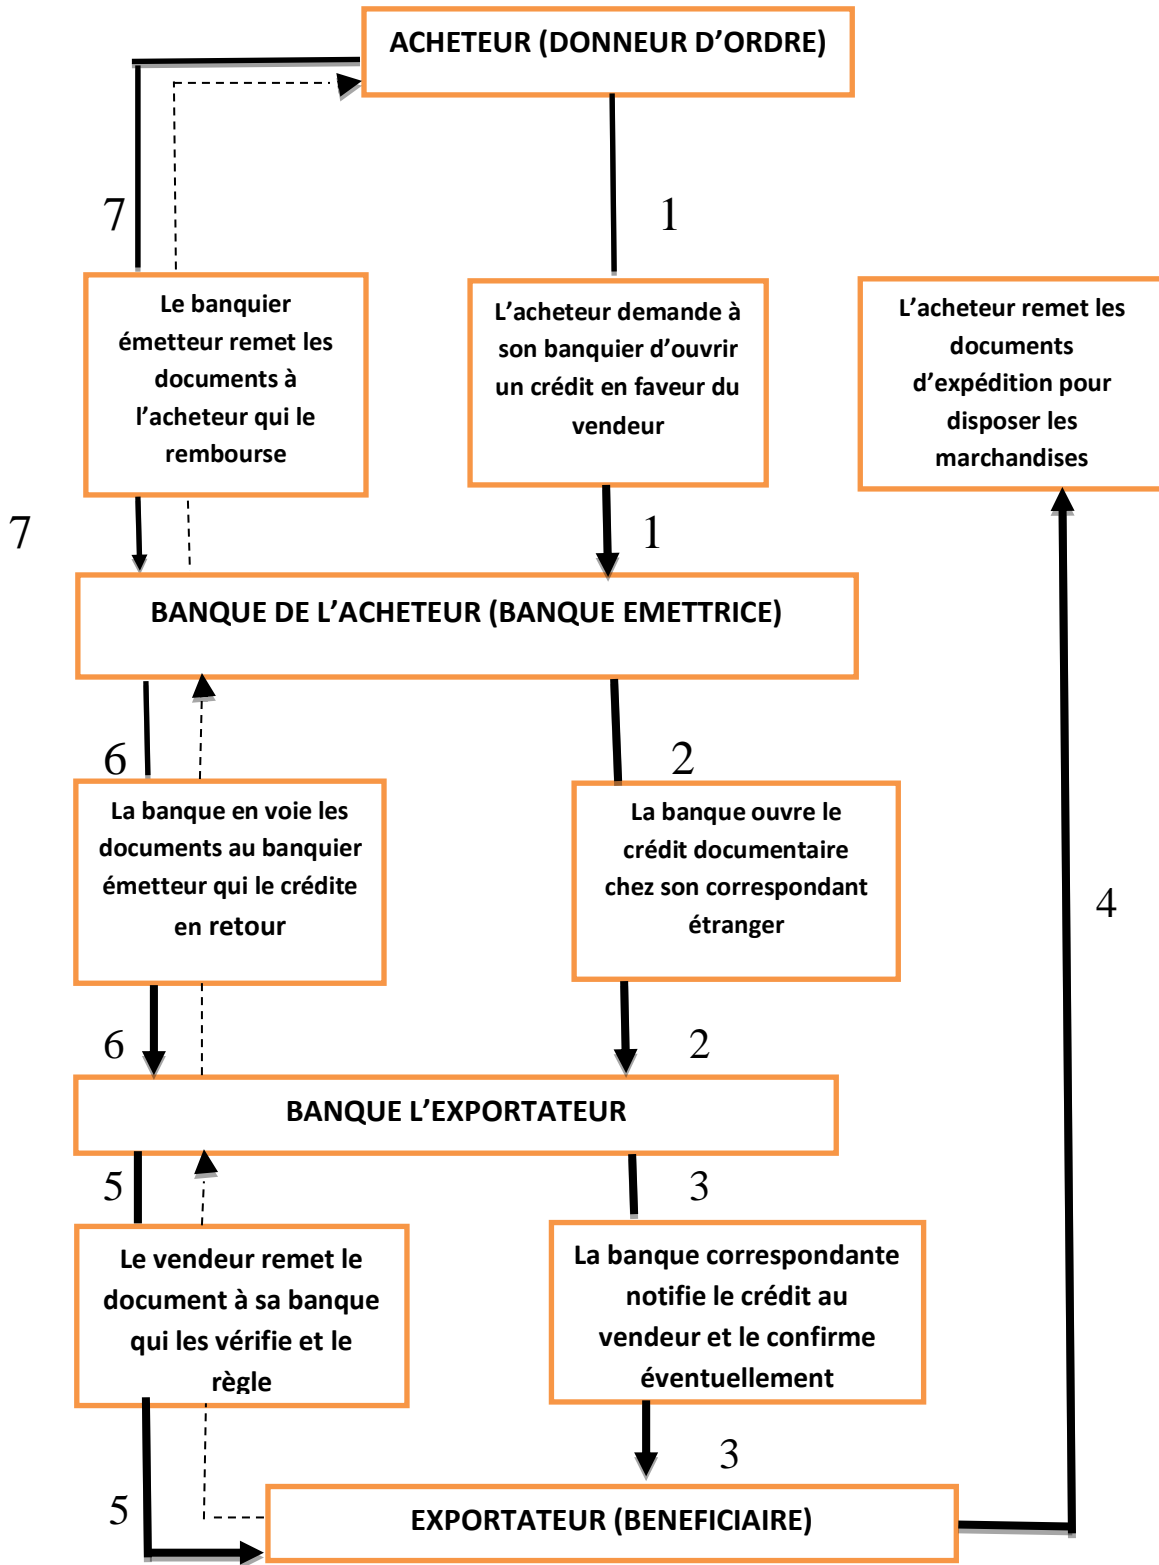 ACHETEUR (DONNEUR D'ORDRE)
7
1
Le banquier
émetteur remet les
documents à
l'acheteur qui le
rembourse
L'acheteur demande à
son banquier d'ouvrir
un crédit en faveur du
vendeur
L'acheteur remet les
documents
d'expédition pour
disposer les
marchandises
7
1
BANQUE DE L'ACHETEUR (BANQUE EMETTRICE)
6
2
La banque en voie les
documents au banquier
émetteur qui le crédite
en retour
La banque ouvre le
crédit documentaire
chez son correspondant
étranger
4
6
2
BANQUE L'EXPORTATEUR
5
3
Le vendeur remet le
document à sa banque
qui les vérifie et le
règle
La banque correspondante
notifie le crédit au
vendeur et le confirme
éventuellement
3
5
EXPORTATEUR (BENEFICIAIRE)